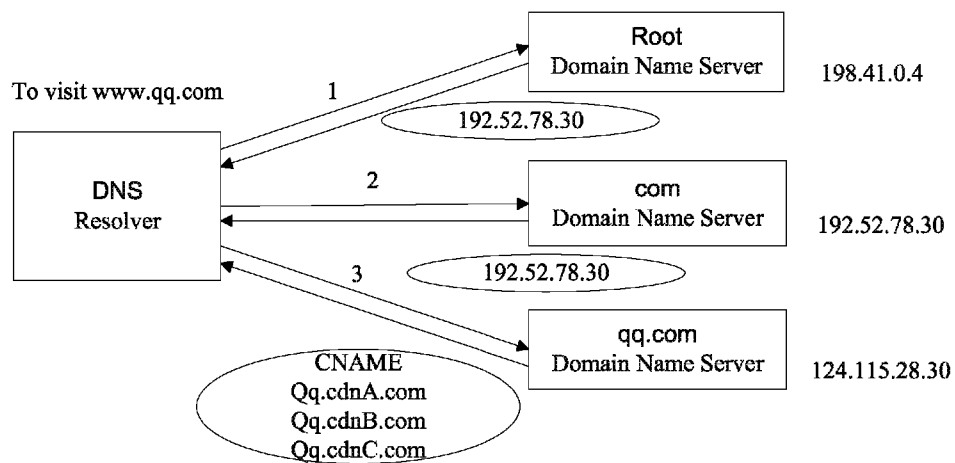 Root
Domain Name Server
198.41.0.4
To visit www.qq.com
1
192.52.78.30
DNS
Resolver
2
com
Domain Name Server
192.52.78.30
192.52.78.30
3
qq.com
Domain Name Server
124.115.28.30
CNAME
Qq.cdnA.com
Qq.cdnB.com
Qq.cdnC.com